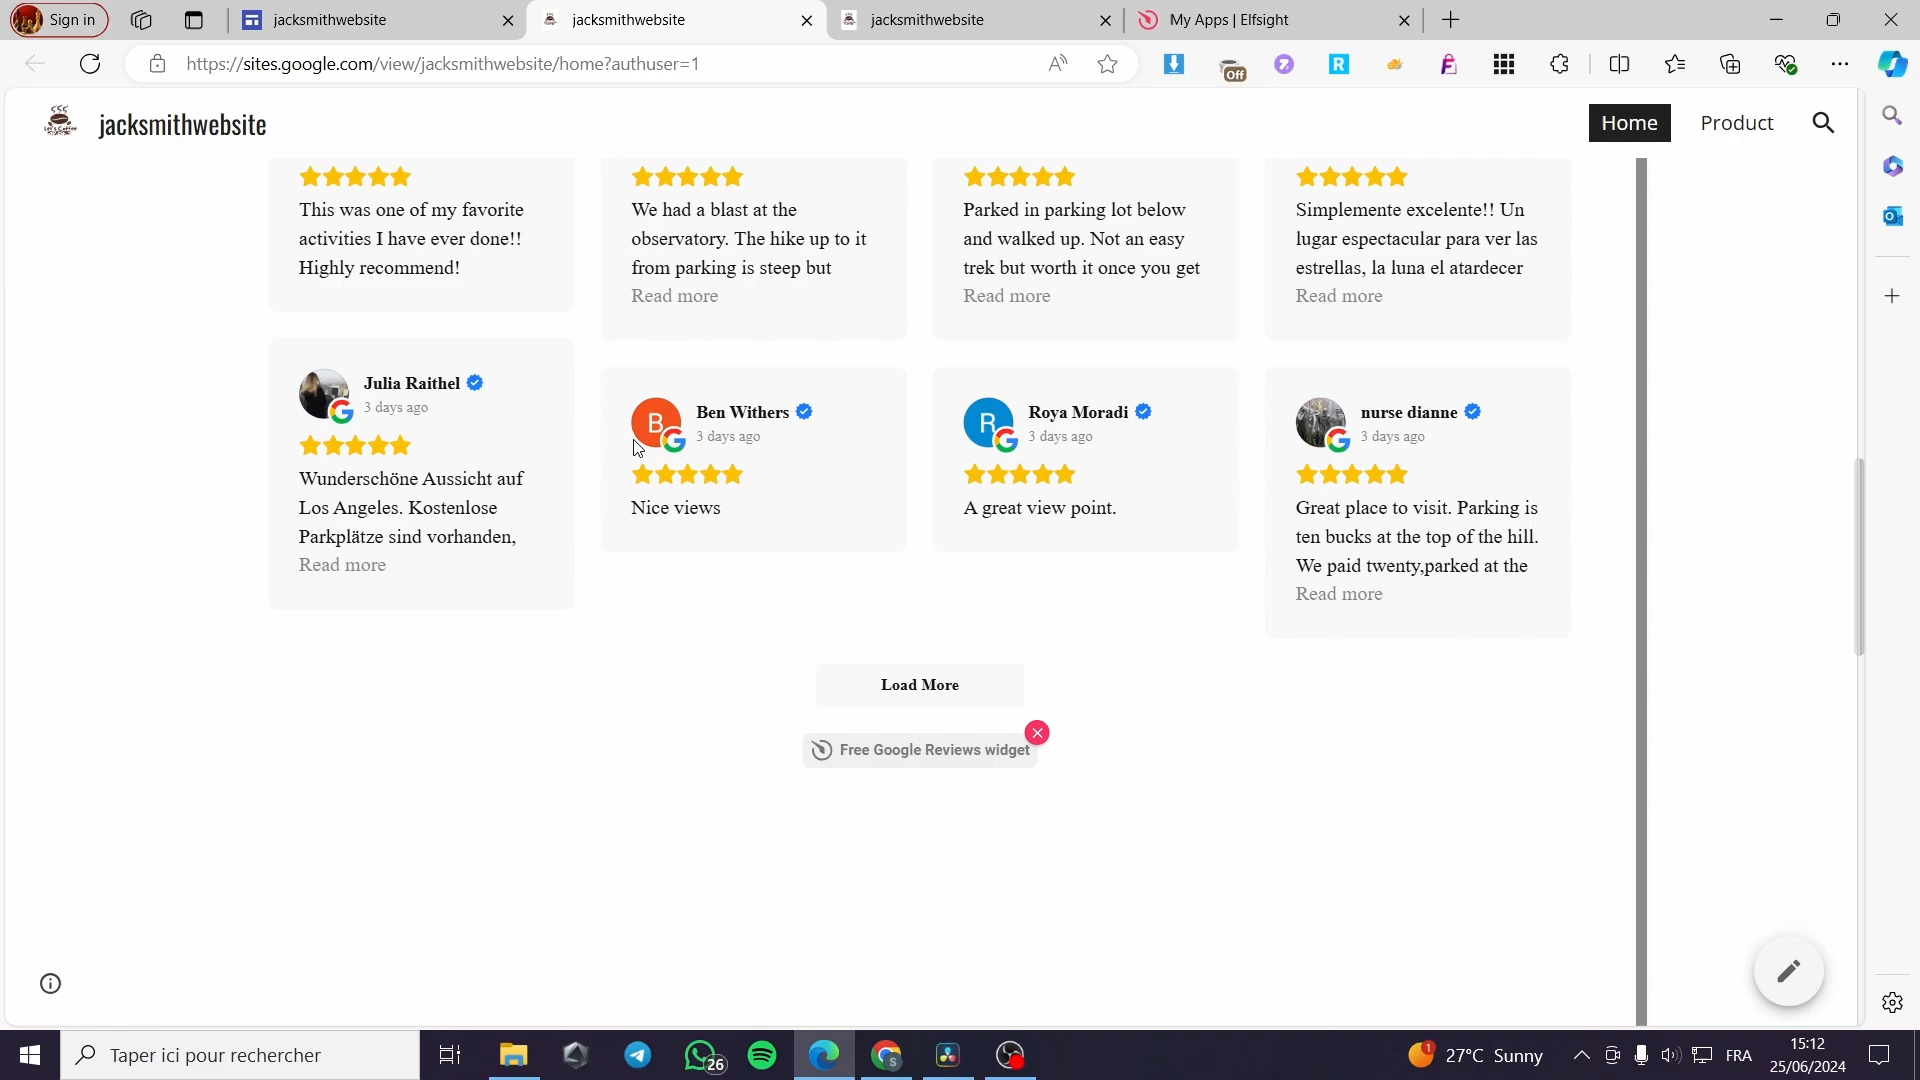 Sign in
jacksmithwebsite
jacksmithwebsite
jacksmithwebsite
My Apps | Elfsight
https://sites.google.com/view/jacksmithwebsite/home?authuser=1
Off
jacksmithwebsite
Home
Product
This was one of my favorite
activities I have ever done!!
Highly recommend!
We had a blast at the
observatory. The hike up to it
from parking is steep but
Read more
Parked in parking lot below
and walked up. Not an easy
trek but worth it once you get
Read more
Simplemente excelente!! Un
lugar espectacular para ver las
estrellas, la luna el atardecer
Read more
Julia Raithel
3 days ago
Wunderschöne Aussicht auf
Los Angeles. Kostenlose
Parkplätze sind vorhanden,
Read more
B
Ben Withers
3 days ago
Nice views
R
Roya Moradi
3 days ago
A great view point.
nurse dianne
3 days ago
Great place to visit. Parking is
ten bucks at the top of the hill.
We paid twenty,parked at the
Read more
Load More
Free Google Reviews widget
Taper ici pour rechercher
26
27°C Sunny
FRA
15:12
25/06/2024